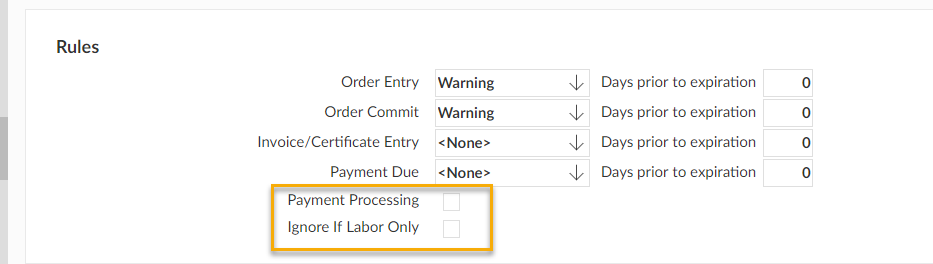 Rules
Order Entry Warning Days prior to expiration 0
Order Commit Warning Days prior to expiration 0
Invoice/Certificate Entry <None> Days prior to expiration 0
Payment Due <None> Days prior to expiration 0
Payment Processing
Ignore If Labor Only